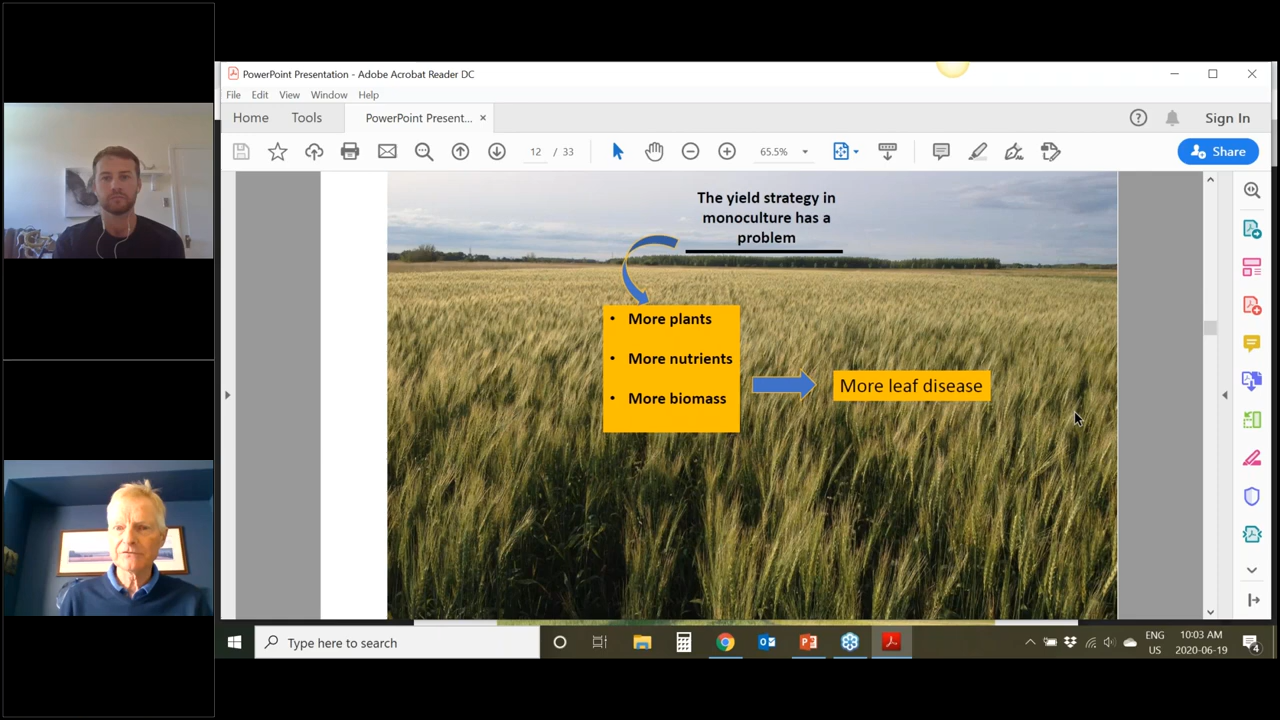 PowerPoint Presentation - Adobe Acrobat Reader DC
File Edit View Window Help
Home Tools PowerPoint Present... × Sign In
12 / 33 65.5% Share
The yield strategy in
monoculture has a
problem
• More plants
• More nutrients
• More biomass
More leaf disease
Type here to search
ENG
US
10:03 AM
2020-06-19
4